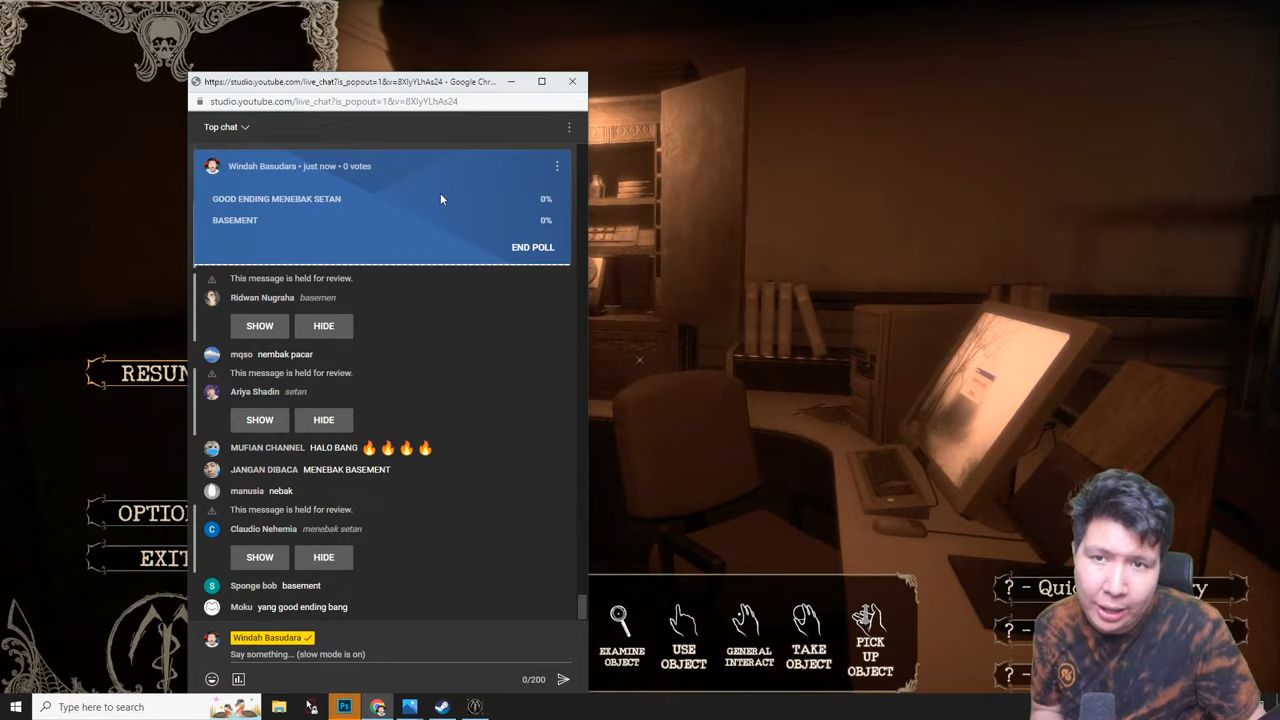 https://studio.youtube.com/live_chat?is_popout=1&v=8XIyYLhAs24 - Google Chr...
studio.youtube.com/live_chat?is_popout=1&v=8XIyYLhAs24
Top chat
Windah Basudara • just now • 0 votes
GOOD ENDING MENEBAK SETAN 0%
BASEMENT 0%
END POLL
This message is held for review.
Ridwan Nugraha basemen
SHOW HIDE
mqso nembak pacar
This message is held for review.
Ariya Shadin setan
SHOW HIDE
MUFIAN CHANNEL HALO BANG 🔥🔥🔥🔥
JANGAN DIBACA MENEBAK BASEMENT
manusia nebak
This message is held for review.
C Claudio Nehemia menebak setan
SHOW HIDE
S Sponge bob basement
Moku yang good ending bang
Windah Basudara
Say something... (slow mode is on)
0/200
RESUM
OPTIO
EXIT
EXAMINE OBJECT
USE OBJECT
GENERAL INTERACT
TAKE OBJECT
PICK UP OBJECT
? - Qui
? -
? -
Type here to search
Ps